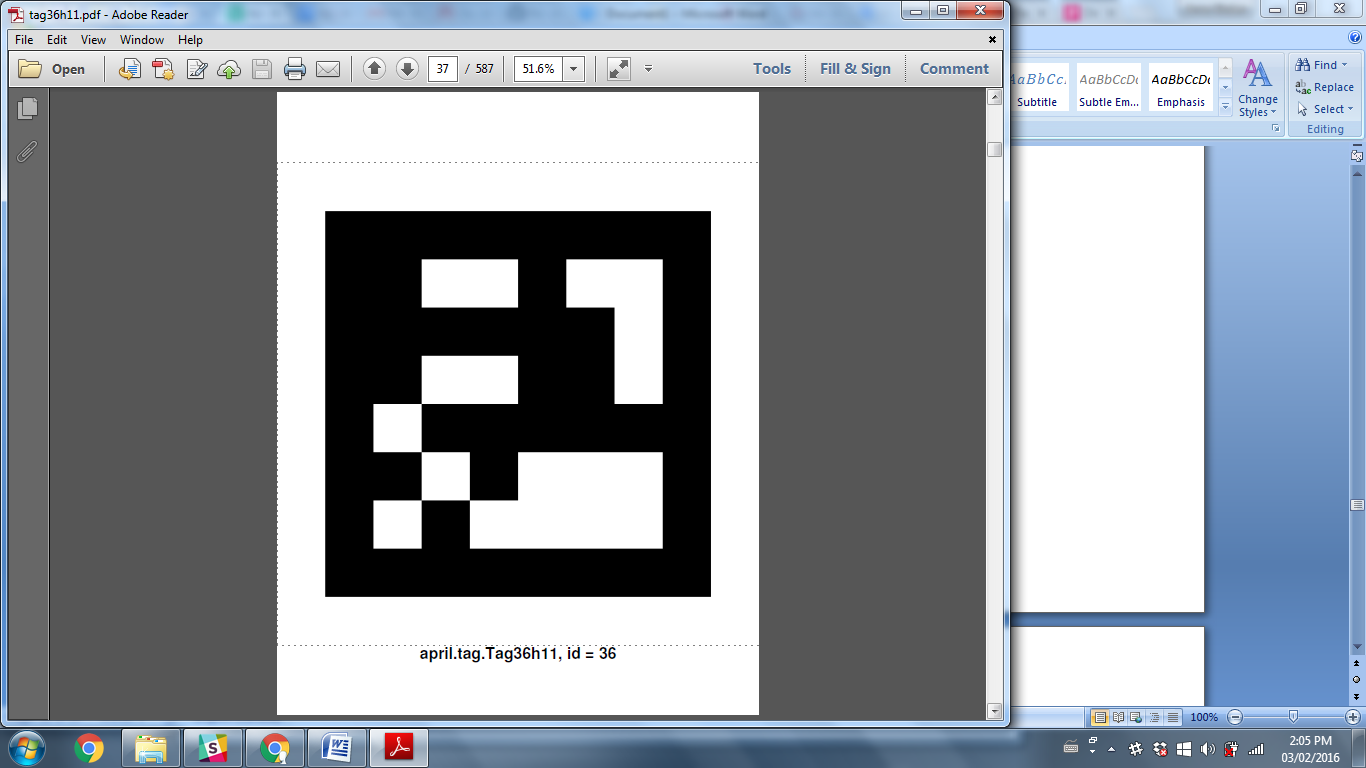 tag36h11.pdf - Adobe Reader
File Edit View Window Help
Open 37 / 587 51.6% Tools Fill & Sign Comment
AaBbCc. AaBbCcDc AaBbCcDc
Subtitle Subtle Em... Emphasis
Change Styles
Find
Replace
Select
Editing
april.tag.Tag36h11, id = 36
100%
2:05 PM
03/02/2016